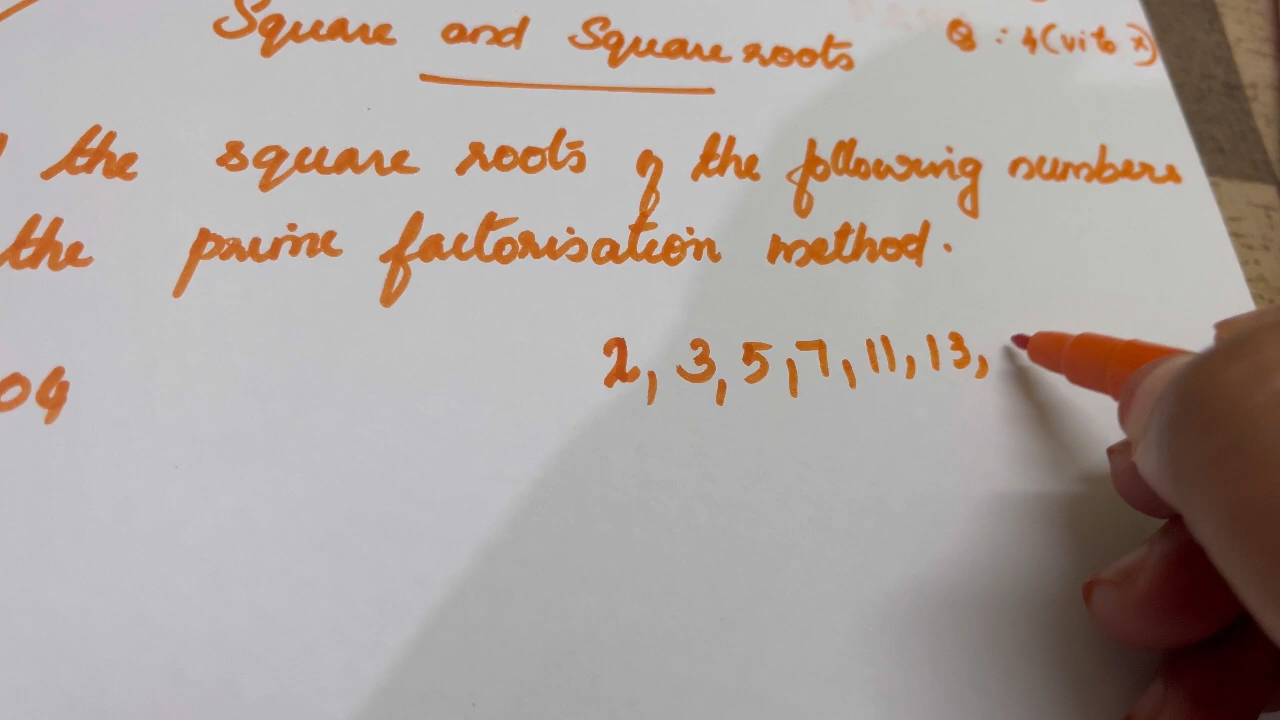 Square and Square roots
Q : 4(vi to x)
the square roots of the following numbers
the prime factorisation method.
2, 3, 5, 7, 11, 13,
04